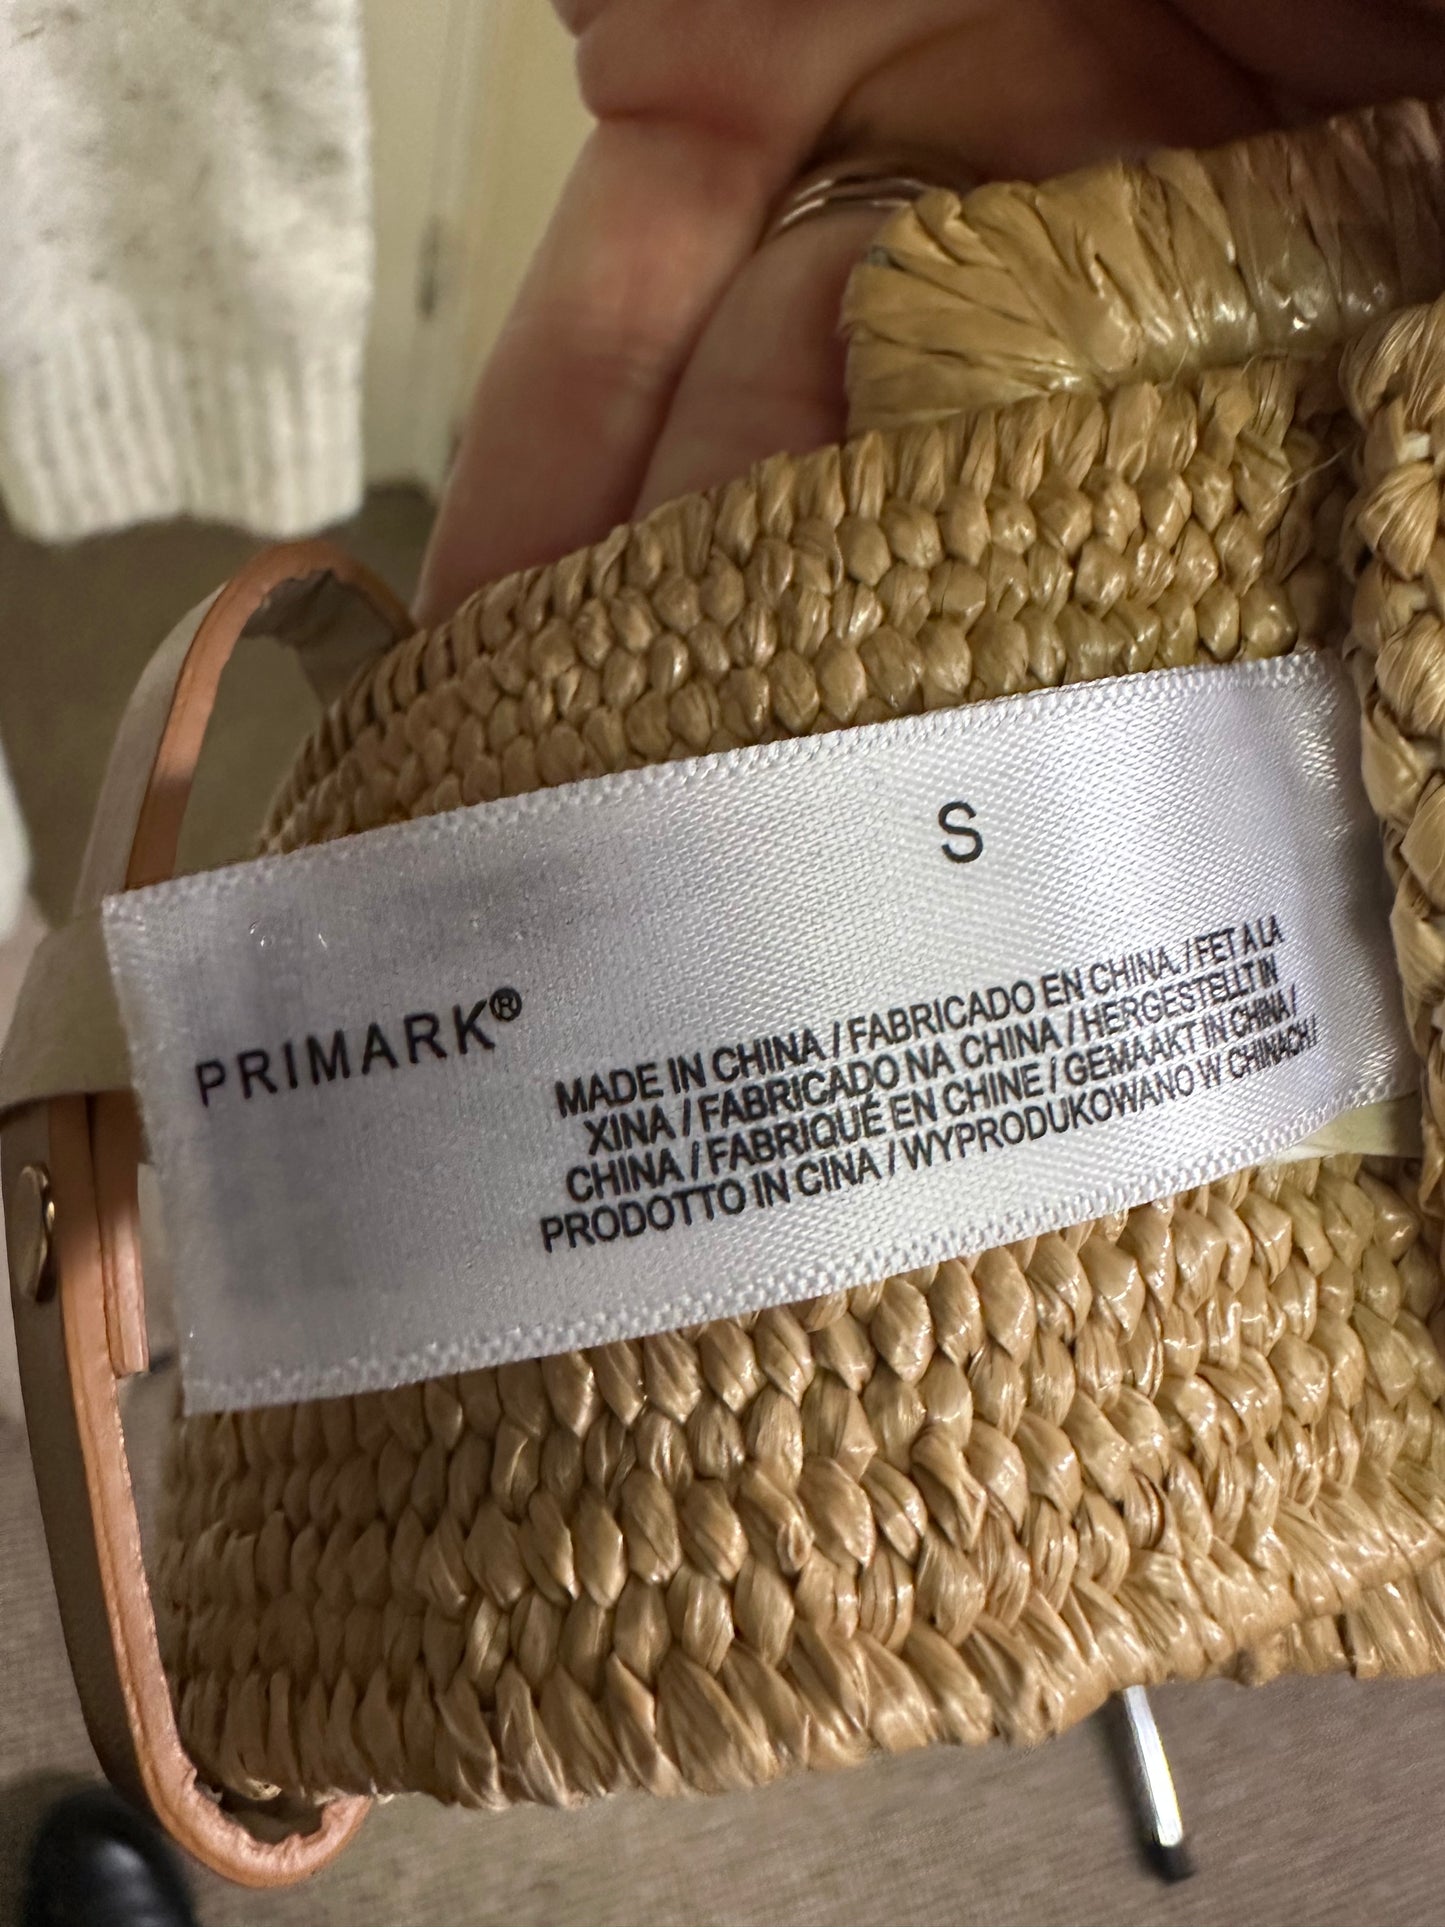 S
PRIMARK®
MADE IN CHINA / FABRICADO EN CHINA. / FET A LA
XINA / FABRICADO NA CHINA / HERGESTELLT IN
CHINA / FABRIQUÉ EN CHINE / GEMAAKT IN CHINA /
PRODOTTO IN CINA / WYPRODUKOWANO W CHINACH /